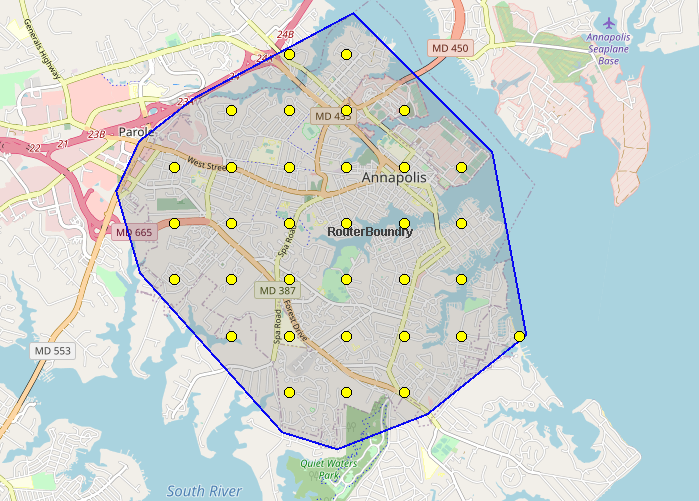 Generals Highway
24B
MD 450
Annapolis
Seaplane
Base
24
23A
MD 435
Parole
23B
21
22
West Street
Annapolis
MD 665
RouterBoundry
Spa Road
MD 387
Forest Drive
Spa Road
MD 553
Quiet Waters
Park
South River